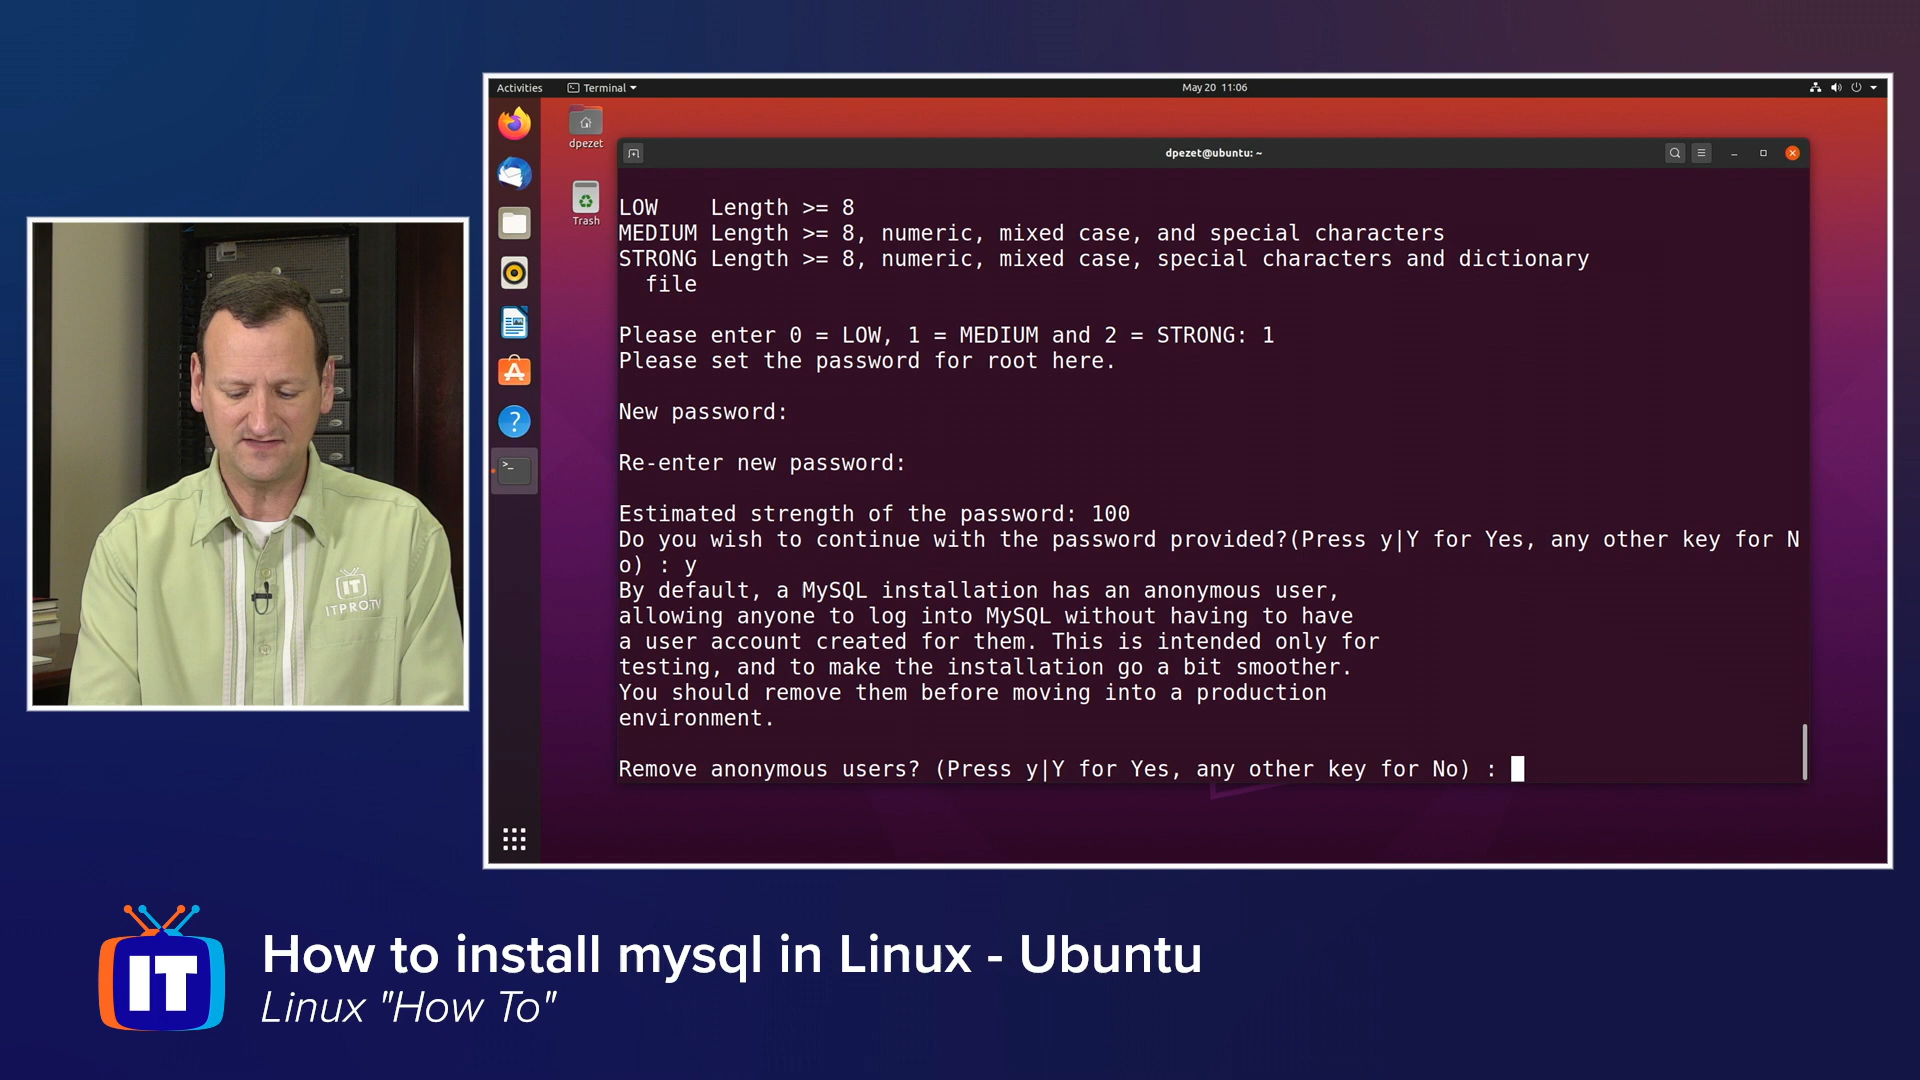 Activities
Terminal
May 20 11:06
dpezet
Trash
dpezet@ubuntu: ~
LOW    Length >= 8
MEDIUM Length >= 8, numeric, mixed case, and special characters
STRONG Length >= 8, numeric, mixed case, special characters and dictionary
  file
Please enter 0 = LOW, 1 = MEDIUM and 2 = STRONG: 1
Please set the password for root here.
New password:
Re-enter new password:
Estimated strength of the password: 100
Do you wish to continue with the password provided?(Press y|Y for Yes, any other key for N
o) : y
By default, a MySQL installation has an anonymous user,
allowing anyone to log into MySQL without having to have
a user account created for them. This is intended only for
testing, and to make the installation go a bit smoother.
You should remove them before moving into a production
environment.
Remove anonymous users? (Press y|Y for Yes, any other key for No) :
IT
ITPRO.TV
IT
How to install mysql in Linux - Ubuntu
Linux "How To"